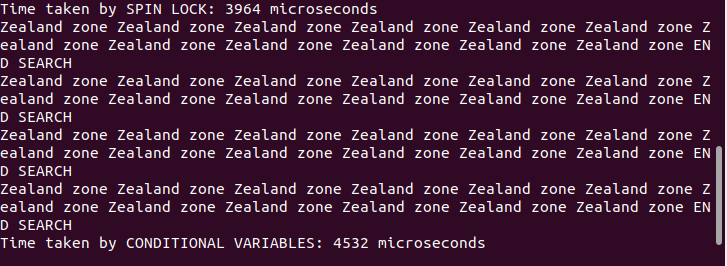 Time taken by SPIN LOCK: 3964 microseconds
Zealand zone Zealand zone Zealand zone Zealand zone Zealand zone Zealand zone Z
ealand zone Zealand zone Zealand zone Zealand zone Zealand zone Zealand zone EN
D SEARCH
Zealand zone Zealand zone Zealand zone Zealand zone Zealand zone Zealand zone Z
ealand zone Zealand zone Zealand zone Zealand zone Zealand zone Zealand zone EN
D SEARCH
Zealand zone Zealand zone Zealand zone Zealand zone Zealand zone Zealand zone Z
ealand zone Zealand zone Zealand zone Zealand zone Zealand zone Zealand zone EN
D SEARCH
Zealand zone Zealand zone Zealand zone Zealand zone Zealand zone Zealand zone Z
ealand zone Zealand zone Zealand zone Zealand zone Zealand zone Zealand zone EN
D SEARCH
Time taken by CONDITIONAL VARIABLES: 4532 microseconds